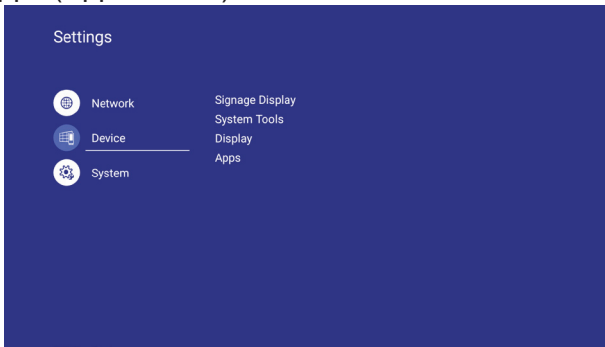 Settings
Network
Device
System
Signage Display
System Tools
Display
Apps